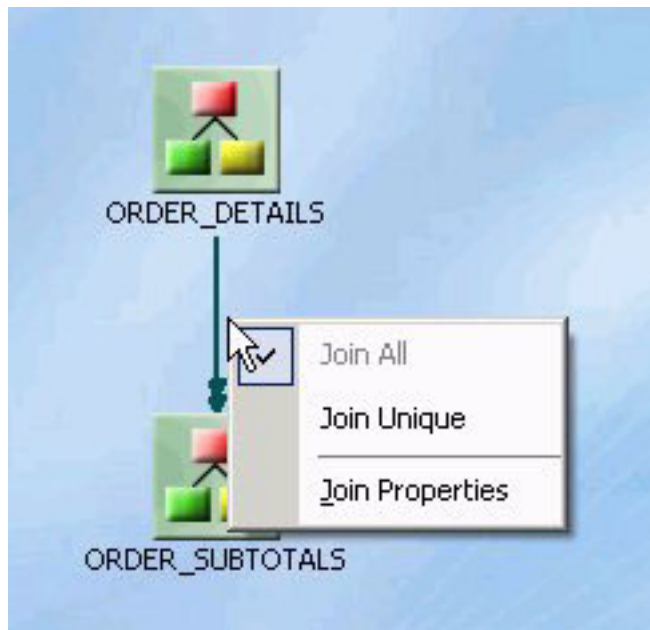 ORDER_DETAILS
Join All
Join Unique
Join Properties
ORDER_SUBTOTALS